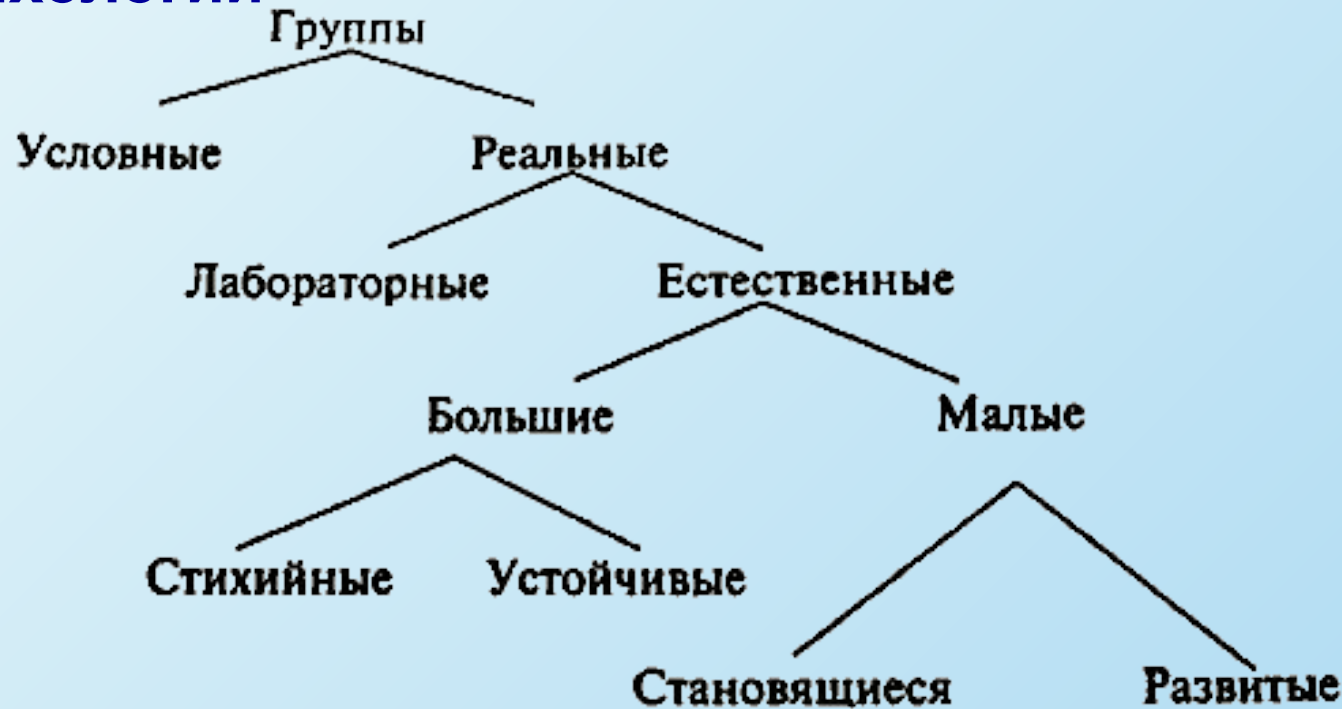 Группы
Условные Реальные
Лабораторные Естественные
Большие Малые
Стихийные Устойчивые
Становящиеся Развитые